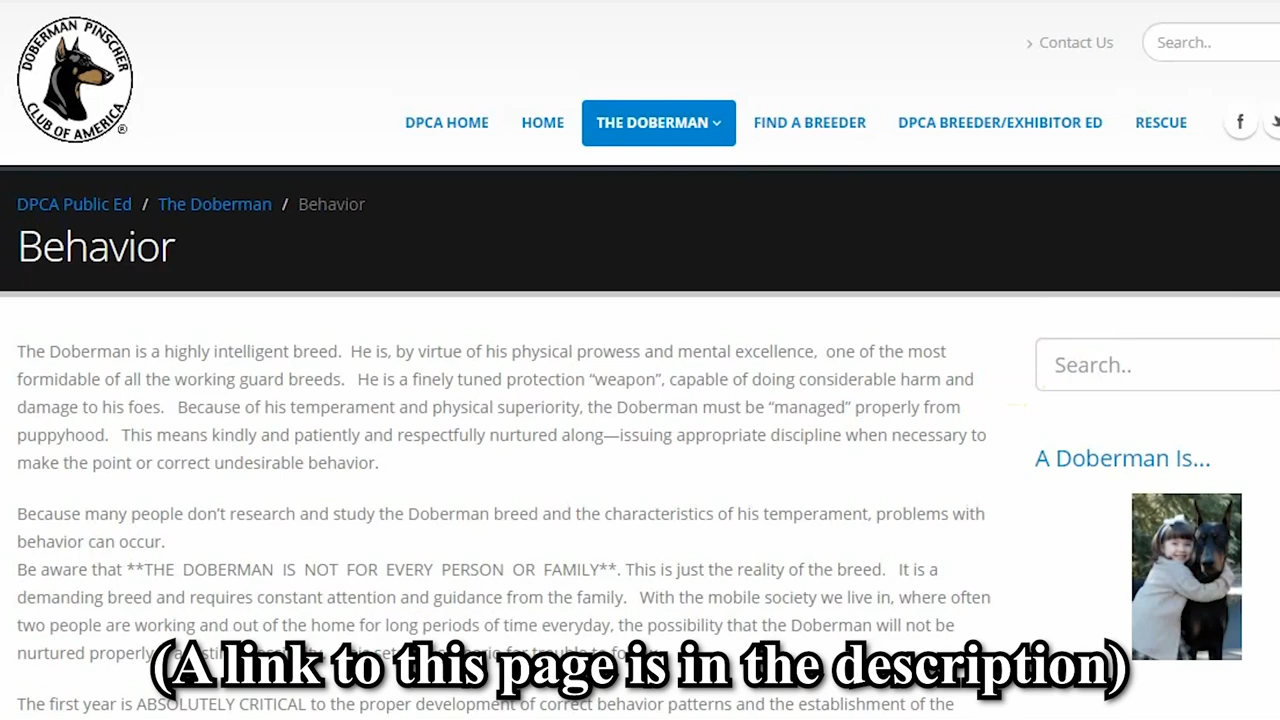 DOBERMAN PINSCHER
CLUB OF AMERICA
®
Contact Us
Search..
DPCA HOME
HOME
THE DOBERMAN
FIND A BREEDER
DPCA BREEDER/EXHIBITOR ED
RESCUE
DPCA Public Ed / The Doberman / Behavior
Behavior
The Doberman is a highly intelligent breed. He is, by virtue of his physical prowess and mental excellence, one of the most
formidable of all the working guard breeds. He is a finely tuned protection “weapon”, capable of doing considerable harm and
damage to his foes. Because of his temperament and physical superiority, the Doberman must be “managed” properly from
puppyhood. This means kindly and patiently and respectfully nurtured along—issuing appropriate discipline when necessary to
make the point or correct undesirable behavior.
Because many people don’t research and study the Doberman breed and the characteristics of his temperament, problems with
behavior can occur.
Be aware that **THE DOBERMAN IS NOT FOR EVERY PERSON OR FAMILY**. This is just the reality of the breed. It is a
demanding breed and requires constant attention and guidance from the family. With the mobile society we live in, where often
two people are working and out of the home for long periods of time everyday, the possibility that the Doberman will not be
nurtured properly
The first year is ABSOLUTELY CRITICAL to the proper development of correct behavior patterns and the establishment of the
Search..
A Doberman Is...
(A link to this page is in the description)